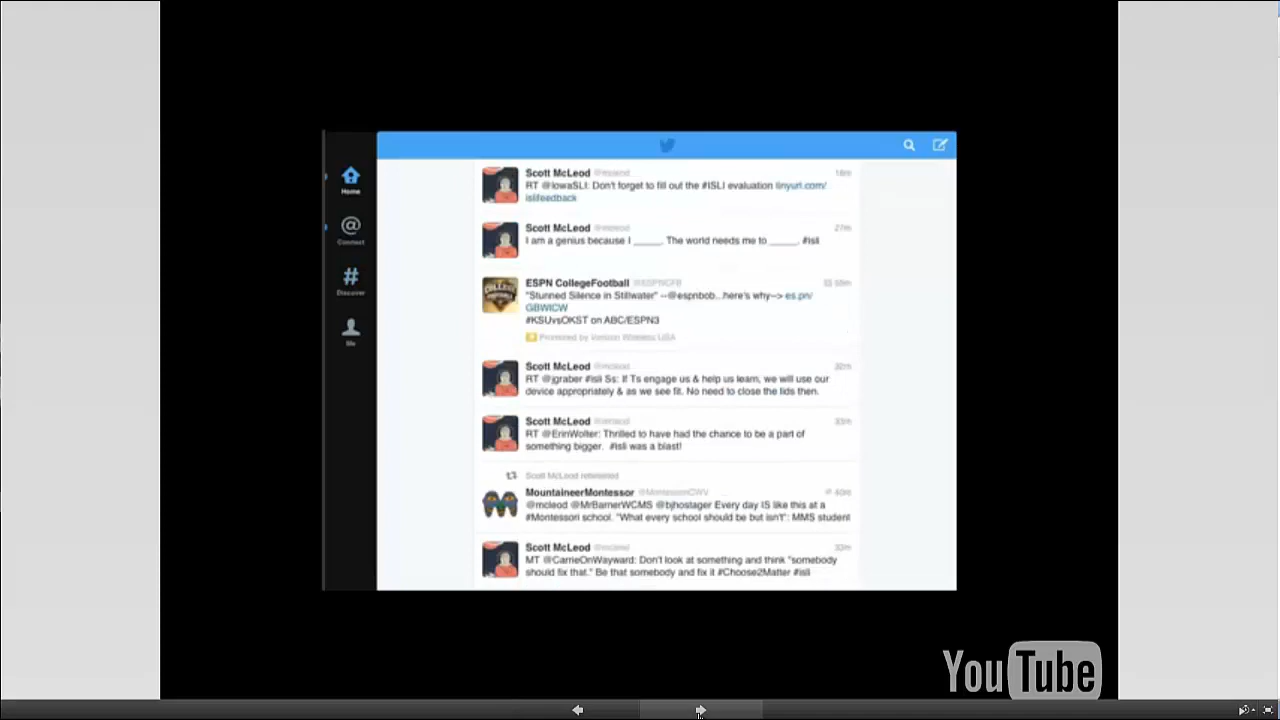 Scott McLeod @mcleod 18m
RT @IowaSLI: Don't forget to fill out the #ISLI evaluation tinyurl.com/
islifeedback
Home
Scott McLeod @mcleod 27m
I am a genius because I _____. The world needs me to _____. #isli
Connect
ESPN CollegeFootball @ESPNCFB
"Stunned Silence in Stillwater" --@espnbob...here's why--> es.pn/
GBWICW
#KSUvsOKST on ABC/ESPN3
Discover
Promoted by Verizon Wireless USA
Me
Scott McLeod @mcleod 32m
RT @jgraber #isli Ss: If Ts engage us & help us learn, we will use our
device appropriately & as we see fit. No need to close the lids then.
Scott McLeod @mcleod 33m
RT @ErinWolter: Thrilled to have had the chance to be a part of
something bigger. #isli was a blast!
Scott McLeod retweeted
MountaineerMontessor @MontessoriCWV 40m
@mcleod @MrBarnerWCMS @bjhostager Every day IS like this at a
#Montessori school. "What every school should be but isn't": MMS student
Scott McLeod @mcleod 33m
MT @CarrieOnWayward: Don't look at something and think "somebody
should fix that." Be that somebody and fix it #Choose2Matter #isli
YouTube